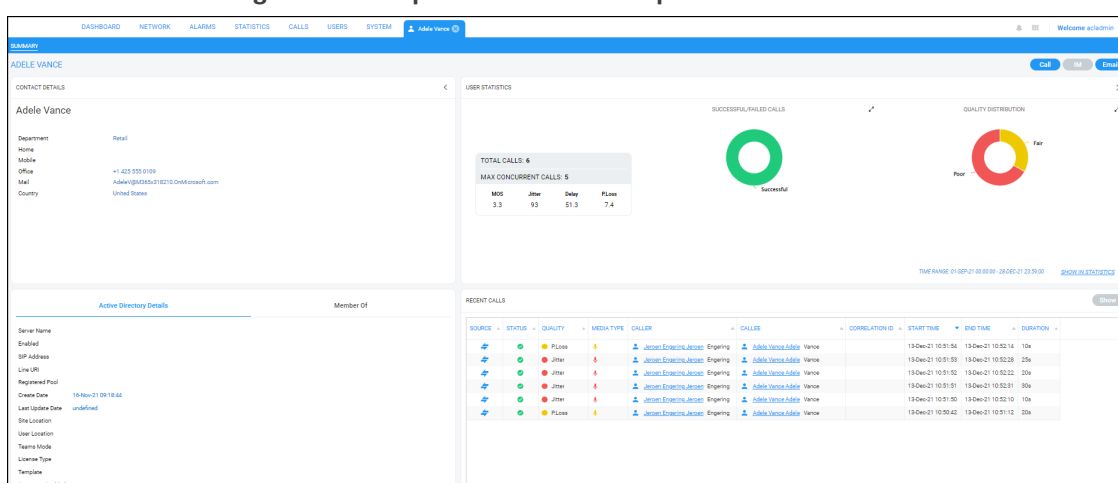 DASHBOARD NETWORK ALARMS STATISTICS CALLS USERS SYSTEM Adele Vance Welcome acladmin
SUMMARY
ADELE VANCE Call IM Email
CONTACT DETAILS
Adele Vance
Department Retail
Home
Mobile
Office +1 425 555 0109
Mail AdeleV@M365x318210.OnMicrosoft.com
Country United States
USER STATISTICS
SUCCESSFUL/FAILED CALLS
Successful
QUALITY DISTRIBUTION
Fair
Poor
TOTAL CALLS: 6
MAX CONCURRENT CALLS: 5
MOS Jitter Delay P.Loss
3.3 93 51.3 7.4
TIME RANGE: 01-SEP-21 00:00:00 - 28-DEC-21 23:59:00 SHOW IN STATISTICS
Active Directory Details Member Of
Server Name
Enabled
SIP Address
Line URI
Registered Pool
Create Date 16-Nov-21 09:18:44
Last Update Date undefined
Site Location
User Location
Teams Mode
License Type
Template
RECENT CALLS Show
SOURCE STATUS QUALITY MEDIA TYPE CALLER CALLEE CORRELATION ID START TIME END TIME DURATION
P.Loss Jeroen Engering Jeroen Engering Adele Vance Adele Vance 13-Dec-21 10:51:54 13-Dec-21 10:52:14 10s
Jitter Jeroen Engering Jeroen Engering Adele Vance Adele Vance 13-Dec-21 10:51:53 13-Dec-21 10:52:28 25s
Jitter Jeroen Engering Jeroen Engering Adele Vance Adele Vance 13-Dec-21 10:51:52 13-Dec-21 10:52:22 20s
Jitter Jeroen Engering Jeroen Engering Adele Vance Adele Vance 13-Dec-21 10:51:51 13-Dec-21 10:52:31 30s
Jitter Jeroen Engering Jeroen Engering Adele Vance Adele Vance 13-Dec-21 10:51:50 13-Dec-21 10:52:10 10s
P.Loss Jeroen Engering Jeroen Engering Adele Vance Adele Vance 13-Dec-21 10:50:42 13-Dec-21 10:51:12 20s